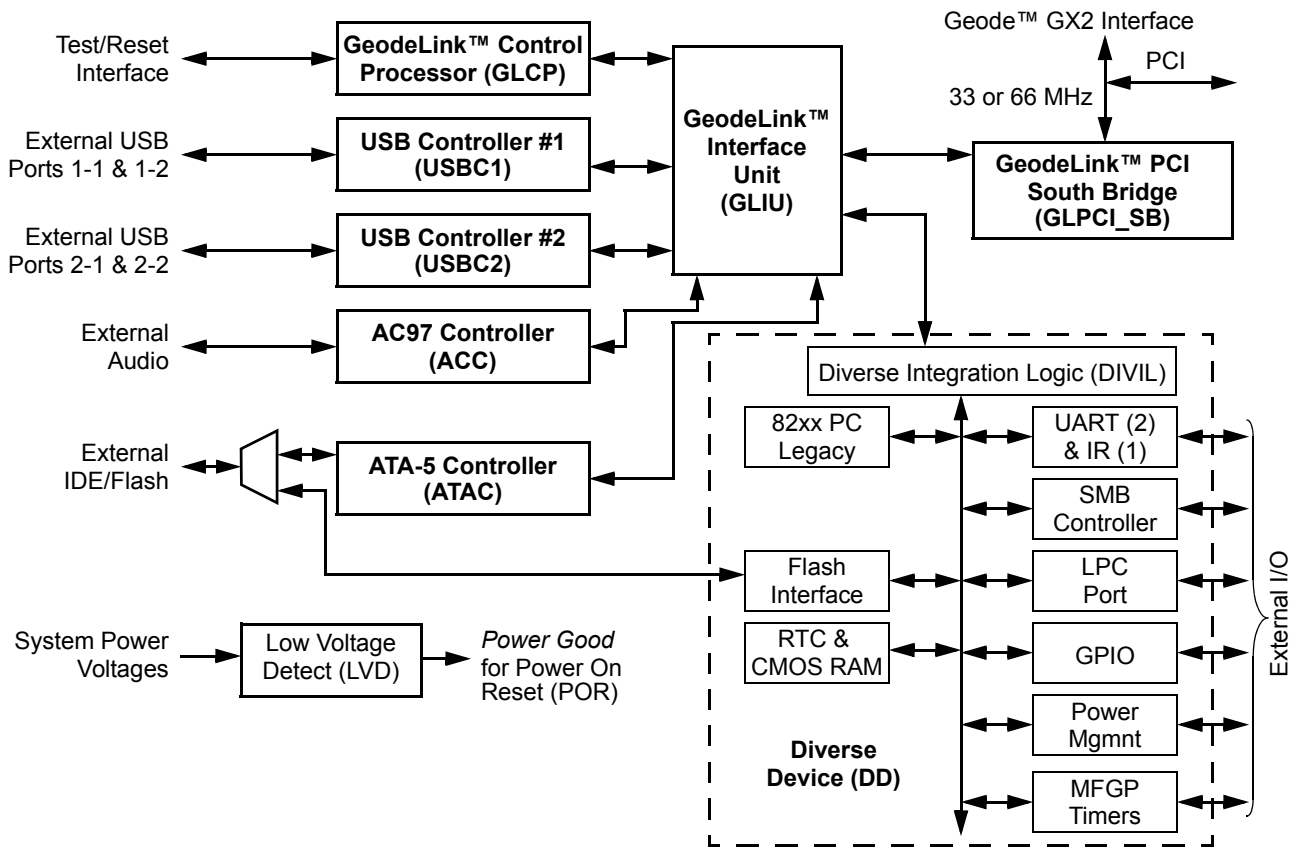 Test/Reset
Interface
GeodeLink™ Control
Processor (GLCP)
External USB
Ports 1-1 & 1-2
USB Controller #1
(USBC1)
External USB
Ports 2-1 & 2-2
USB Controller #2
(USBC2)
External
Audio
AC97 Controller
(ACC)
External
IDE/Flash
ATA-5 Controller
(ATAC)
System Power
Voltages
Low Voltage
Detect (LVD)
Power Good
for Power On
Reset (POR)
GeodeLink™
Interface
Unit
(GLIU)
Geode™ GX2 Interface
PCI
33 or 66 MHz
GeodeLink™ PCI
South Bridge
(GLPCI_SB)
Diverse Integration Logic (DIVIL)
82xx PC
Legacy
Flash
Interface
RTC &
CMOS RAM
Diverse
Device (DD)
UART (2)
& IR (1)
SMB
Controller
LPC
Port
GPIO
Power
Mgmnt
MFGP
Timers
External I/O